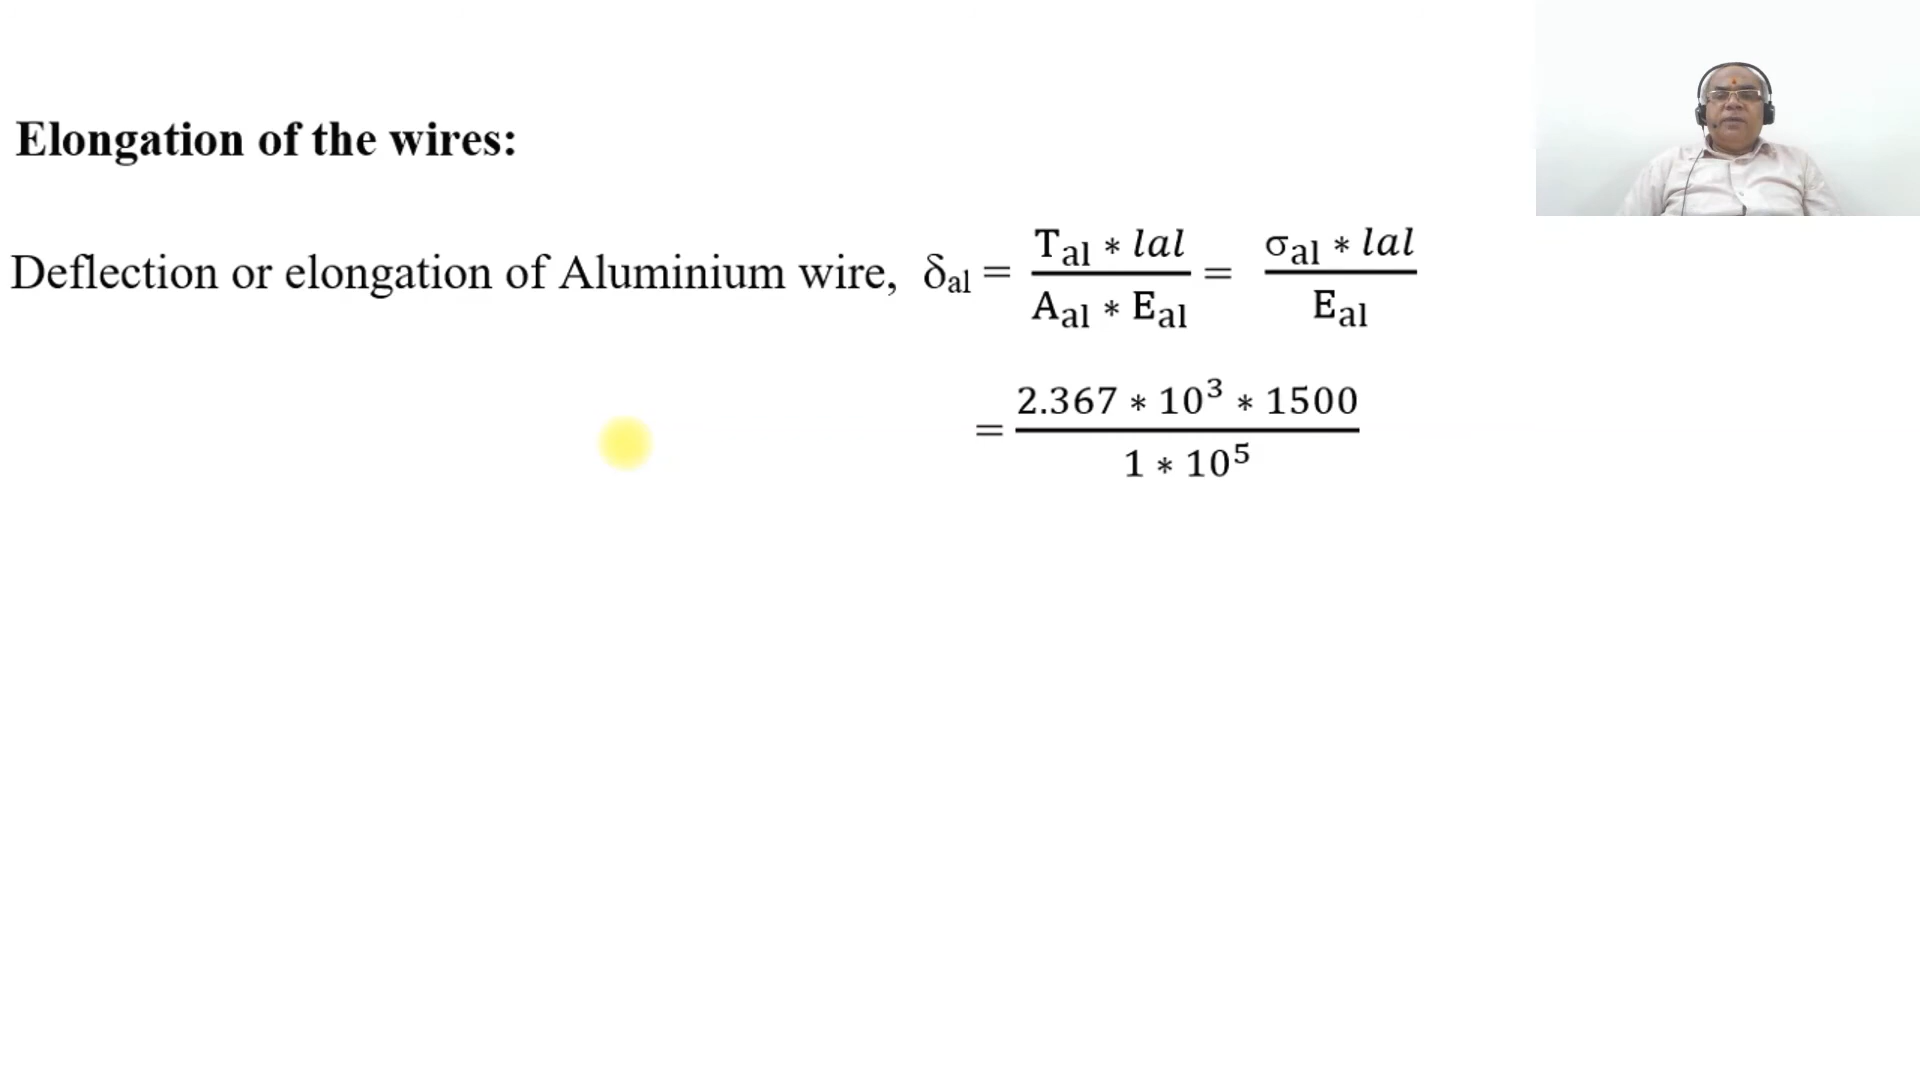 Elongation of the wires:
Deflection or elongation of Aluminium wire, δal = Tal * lal / Aal * Eal = σal * lal / Eal
= 2.367 * 10³ * 1500 / 1 * 10⁵